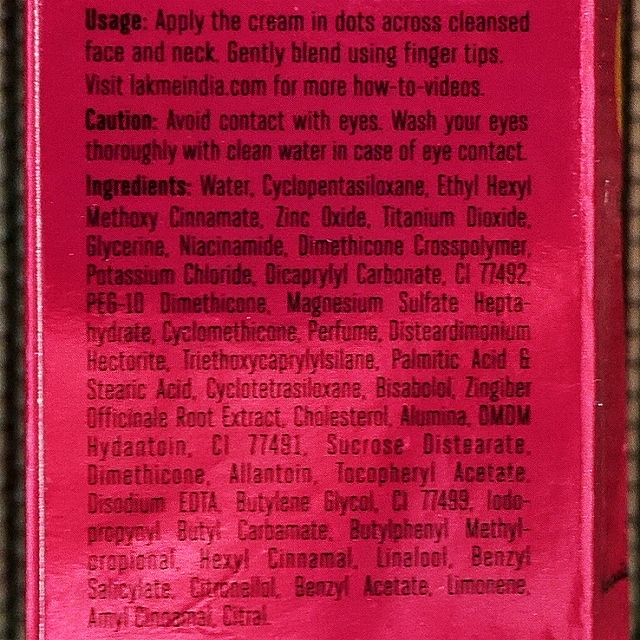 Usage: Apply the cream in dots across cleansed
face and neck. Gently blend using finger tips.
Visit lakmeindia.com for more how-to-videos.
Caution: Avoid contact with eyes. Wash your eyes
thoroughly with clean water in case of eye contact.
Ingredients: Water, Cyclopentasiloxane, Ethyl Hexyl
Methoxy Cinnamate, Zinc Oxide, Titanium Dioxide,
Glycerine, Niacinamide, Dimethicone Crosspolymer,
Potassium Chloride, Dicaprylyl Carbonate, CI 77492,
PEG-10 Dimethicone, Magnesium Sulfate Hepta-
hydrate, Cyclomethicone, Perfume, Disteardimonium
Hectorite, Triethoxycaprylylsilane, Palmitic Acid &
Stearic Acid, Cyclotetrasiloxane, Bisabolol, Zingiber
Officinale Root Extract, Cholesterol, Alumina, DMDM
Hydantoin, CI 77491, Sucrose Distearate,
Dimethicone, Allantoin, Tocopheryl Acetate,
Disodium EDTA, Butylene Glycol, CI 77499, Iodo-
propynyl Butyl Carbamate, Butylphenyl Methyl-
propional, Hexyl Cinnamal, Linalool, Benzyl
Salicylate, Citronellol, Benzyl Acetate, Limonene,
Amyl Cinnamal, Citral.